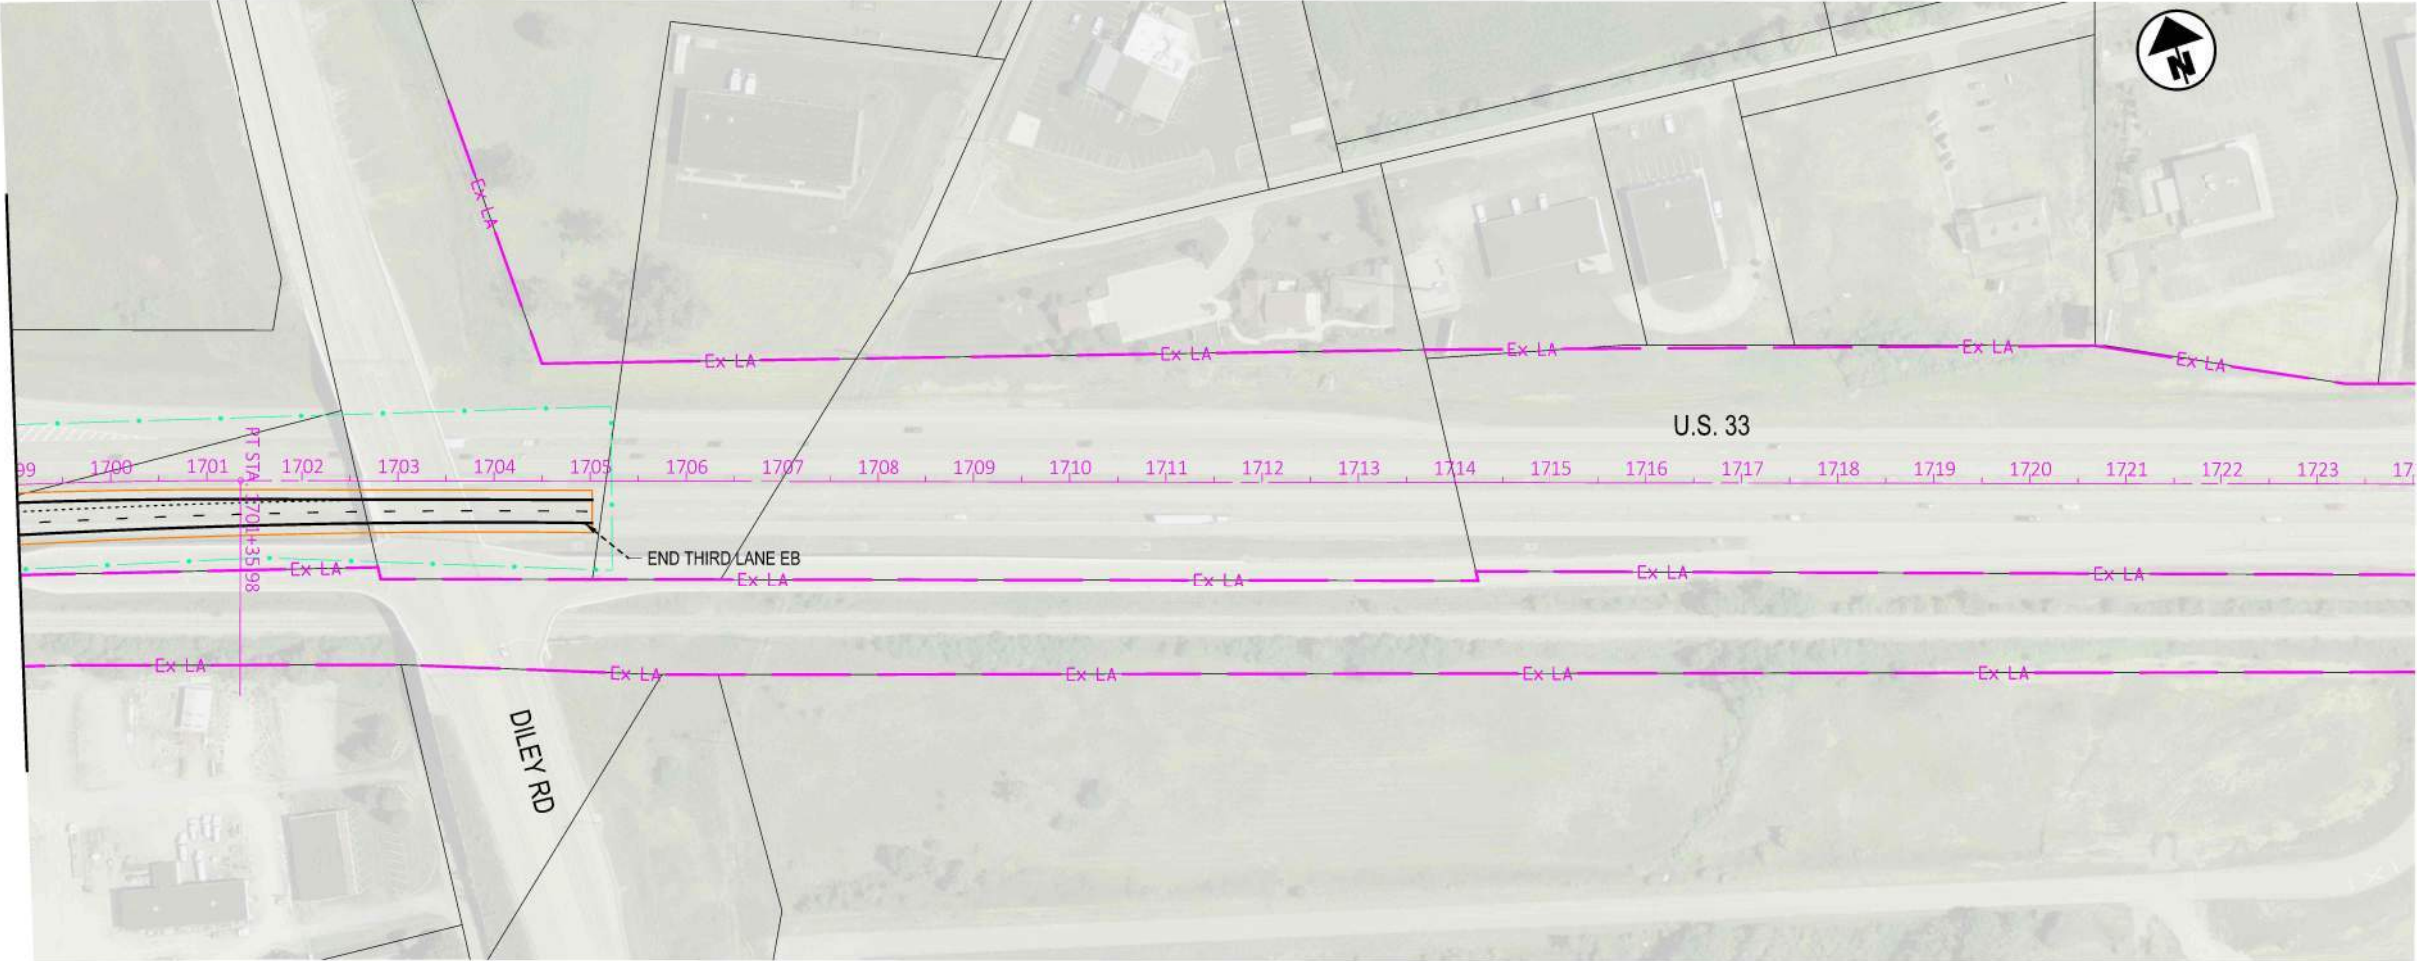 N
Ex LA
Ex LA
Ex LA
Ex LA
Ex LA
Ex LA
U.S. 33
99 1700 1701 1702 1703 1704 1705 1706 1707 1708 1709 1710 1711 1712 1713 1714 1715 1716 1717 1718 1719 1720 1721 1722 1723 17
PT STA. 1701+35.98
END THIRD LANE EB
Ex LA
Ex LA
Ex LA
Ex LA
Ex LA
Ex LA
Ex LA
Ex LA
Ex LA
Ex LA
DILEY RD